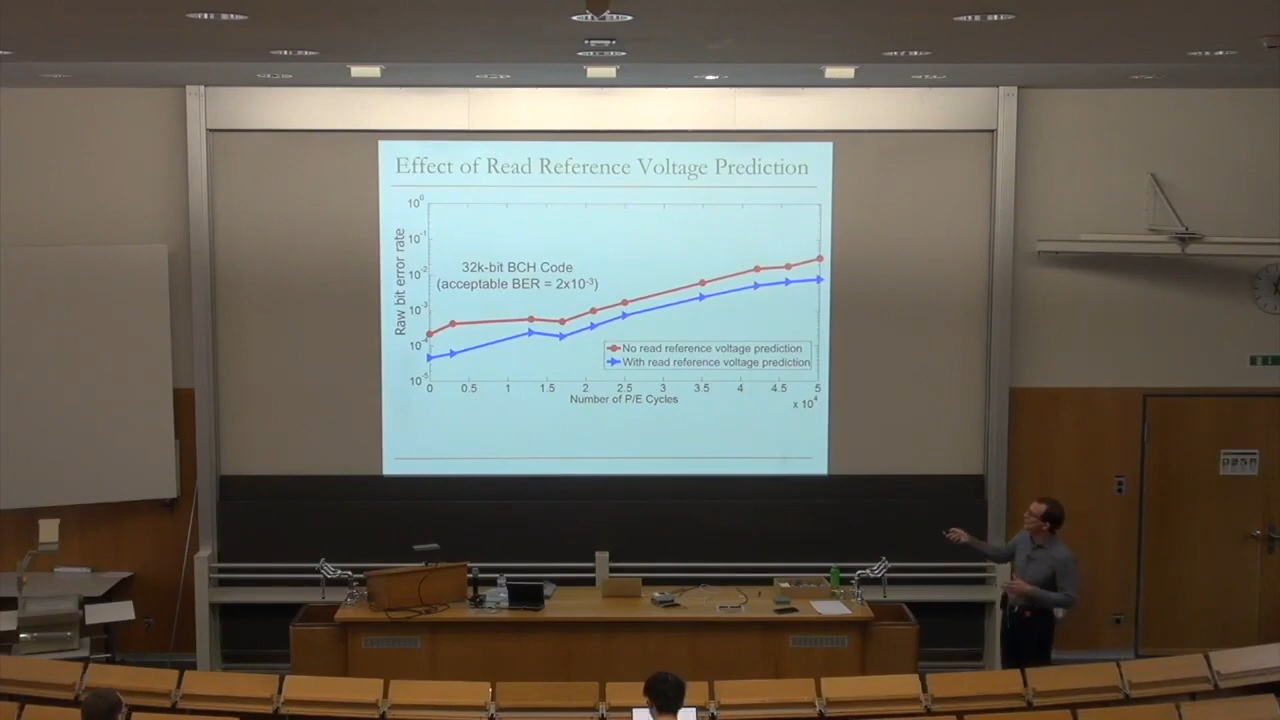 Effect of Read Reference Voltage Prediction
Raw bit error rate
10⁰
10⁻¹
10⁻²
10⁻³
10⁻⁴
10⁻⁵
32k-bit BCH Code
(acceptable BER = 2x10⁻³)
No read reference voltage prediction
With read reference voltage prediction
0 0.5 1 1.5 2 2.5 3 3.5 4 4.5 5
Number of P/E Cycles
x 10⁴